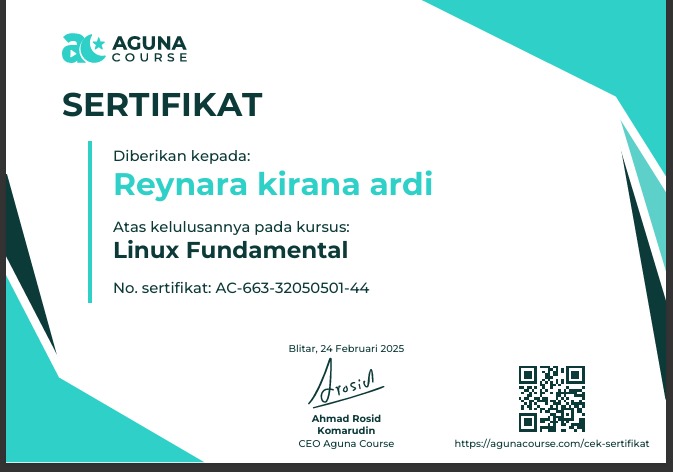 AGUNA
COURSE
SERTIFIKAT
Diberikan kepada:
Reynara kirana ardi
Atas kelulusannya pada kursus:
Linux Fundamental
No. sertifikat: AC-663-32050501-44
Blitar, 24 Februari 2025
Arosid
Ahmad Rosid
Komarudin
CEO Aguna Course
https://agunacourse.com/cek-sertifikat